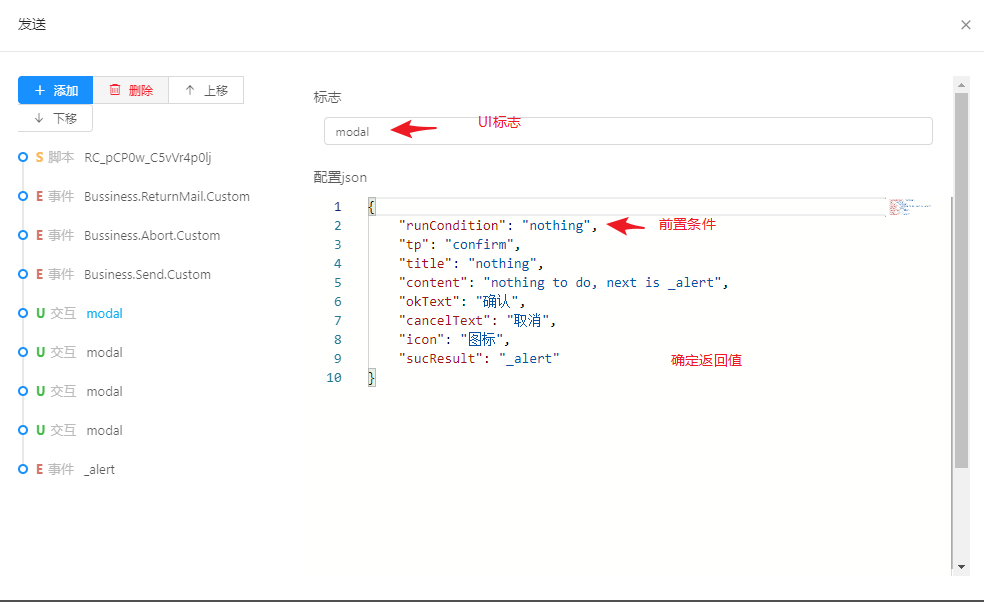 发送
添加 删除 上移
下移
S 脚本 RC_pCP0w_C5vVr4p0lj
E 事件 Bussiness.ReturnMail.Custom
E 事件 Bussiness.Abort.Custom
E 事件 Business.Send.Custom
U 交互 modal
U 交互 modal
U 交互 modal
U 交互 modal
E 事件 _alert
标志
modal UI标志
配置json
1 {
2 "runCondition": "nothing", 前置条件
3 "tp": "confirm",
4 "title": "nothing",
5 "content": "nothing to do, next is _alert",
6 "okText": "确认",
7 "cancelText": "取消",
8 "icon": "图标",
9 "sucResult": "_alert" 确定返回值
10 }